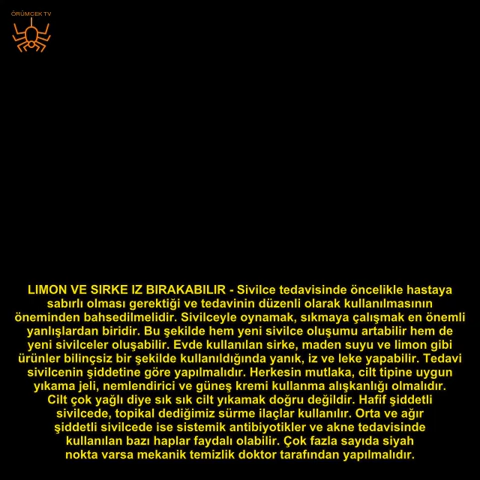 ÖRÜMCEK TV
LIMON VE SIRKE IZ BIRAKABILIR - Sivilce tedavisinde öncelikle hastaya
sabırlı olması gerektiği ve tedavinin düzenli olarak kullanılmasının
öneminden bahsedilmelidir. Sivilceyle oynamak, sıkmaya çalışmak en önemli
yanlışlardan biridir. Bu şekilde hem yeni sivilce oluşumu artabilir hem de
yeni sivilceler oluşabilir. Evde kullanılan sirke, maden suyu ve limon gibi
ürünler bilinçsiz bir şekilde kullanıldığında yanık, iz ve leke yapabilir. Tedavi
sivilcenin şiddetine göre yapılmalıdır. Herkesin mutlaka, cilt tipine uygun
yıkama jeli, nemlendirici ve güneş kremi kullanma alışkanlığı olmalıdır.
Cilt çok yağlı diye sık sık cilt yıkamak doğru değildir. Hafif şiddetli
sivilcede, topikal dediğimiz sürme ilaçlar kullanılır. Orta ve ağır
şiddetli sivilcede ise sistemik antibiyotikler ve akne tedavisinde
kullanılan bazı haplar faydalı olabilir. Çok fazla sayıda siyah
nokta varsa mekanik temizlik doktor tarafından yapılmalıdır.